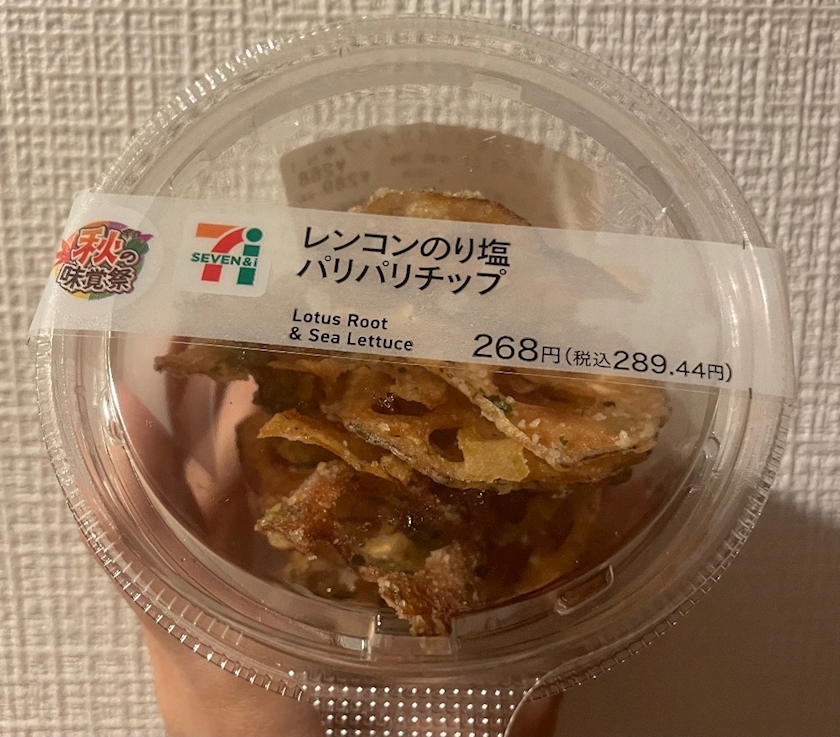 秋の
味覚祭
SEVEN&i
レンコンのり塩
パリパリチップ
Lotus Root
& Sea Lettuce
268円(税込289.44円)